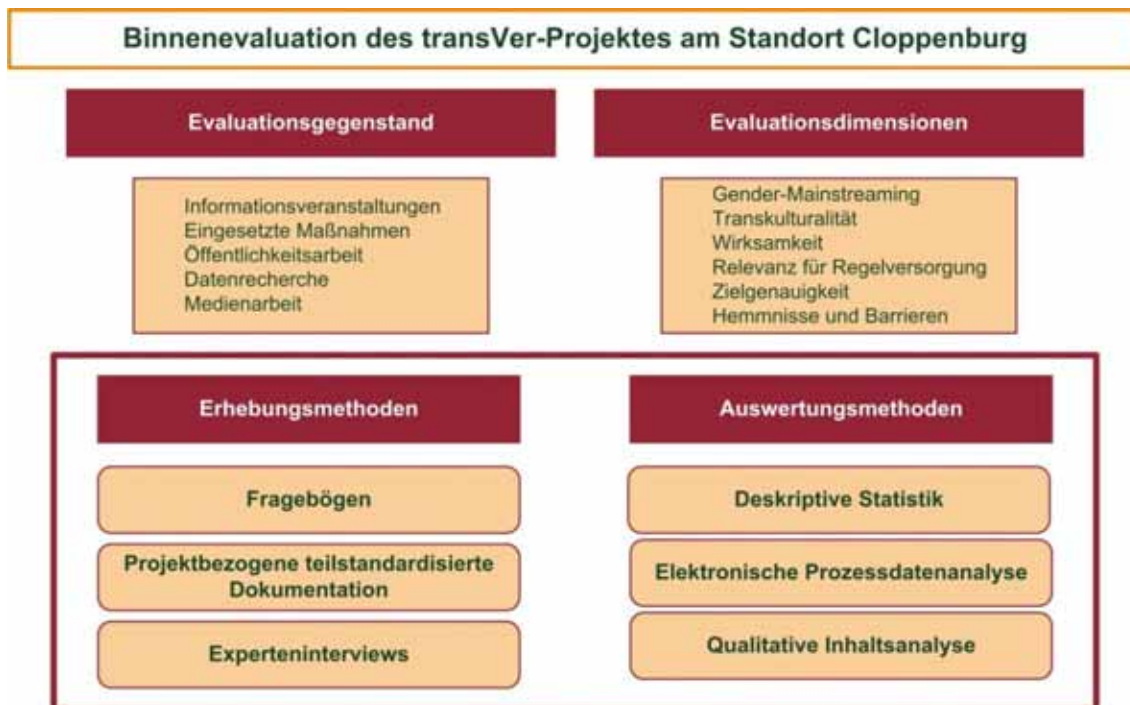 Binnenevaluation des transVer-Projektes am Standort Cloppenburg
Evaluationsgegenstand
Informationsveranstaltungen
Eingesetzte Maßnahmen
Öffentlichkeitsarbeit
Datenrecherche
Medienarbeit
Evaluationsdimensionen
Gender-Mainstreaming
Transkulturalität
Wirksamkeit
Relevanz für Regelversorgung
Zielgenauigkeit
Hemmnisse und Barrieren
Erhebungsmethoden
Fragebögen
Projektbezogene teilstandardisierte
Dokumentation
Experteninterviews
Auswertungsmethoden
Deskriptive Statistik
Elektronische Prozessdatenanalyse
Qualitative Inhaltsanalyse